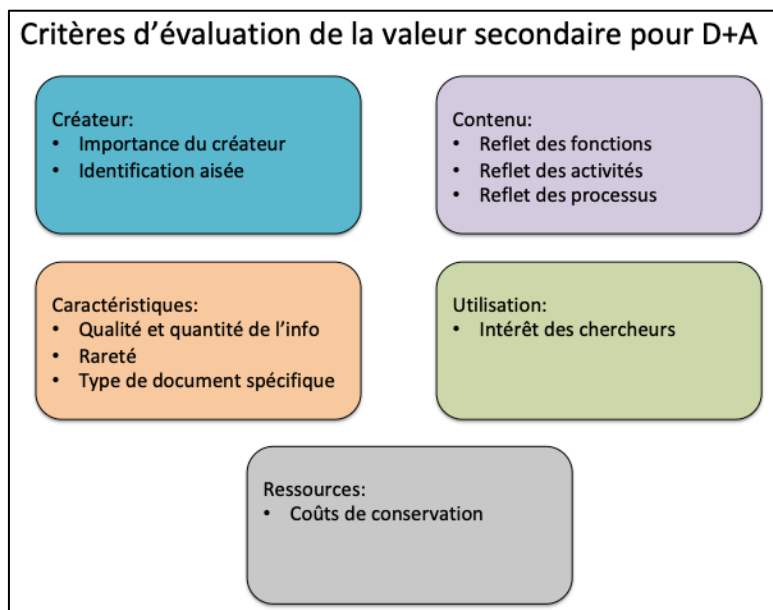 Critères d’évaluation de la valeur secondaire pour D+A
Créateur:
• Importance du créateur
• Identification aisée
Contenu:
• Reflet des fonctions
• Reflet des activités
• Reflet des processus
Caractéristiques:
• Qualité et quantité de l’info
• Rareté
• Type de document spécifique
Utilisation:
• Intérêt des chercheurs
Ressources:
• Coûts de conservation